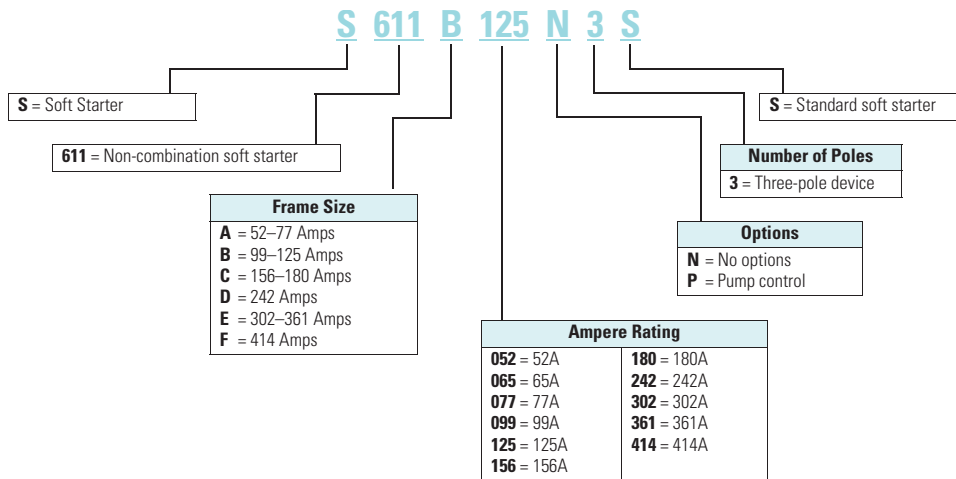 S 611 B 125 N 3 S
S = Soft Starter
S = Standard soft starter
611 = Non-combination soft starter
Number of Poles
3 = Three-pole device
Frame Size
A = 52–77 Amps
B = 99–125 Amps
C = 156–180 Amps
D = 242 Amps
E = 302–361 Amps
F = 414 Amps
Options
N = No options
P = Pump control
Ampere Rating
052 = 52A
065 = 65A
077 = 77A
099 = 99A
125 = 125A
156 = 156A
180 = 180A
242 = 242A
302 = 302A
361 = 361A
414 = 414A